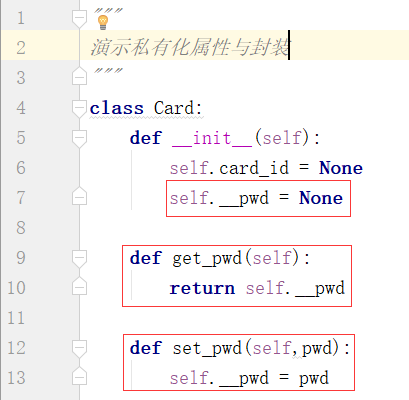 1 """
2 演示私有化属性与封装
3 """
4 class Card:
5     def __init__(self):
6         self.card_id = None
7         self.__pwd = None
8
9     def get_pwd(self):
10         return self.__pwd
11
12     def set_pwd(self,pwd):
13         self.__pwd = pwd